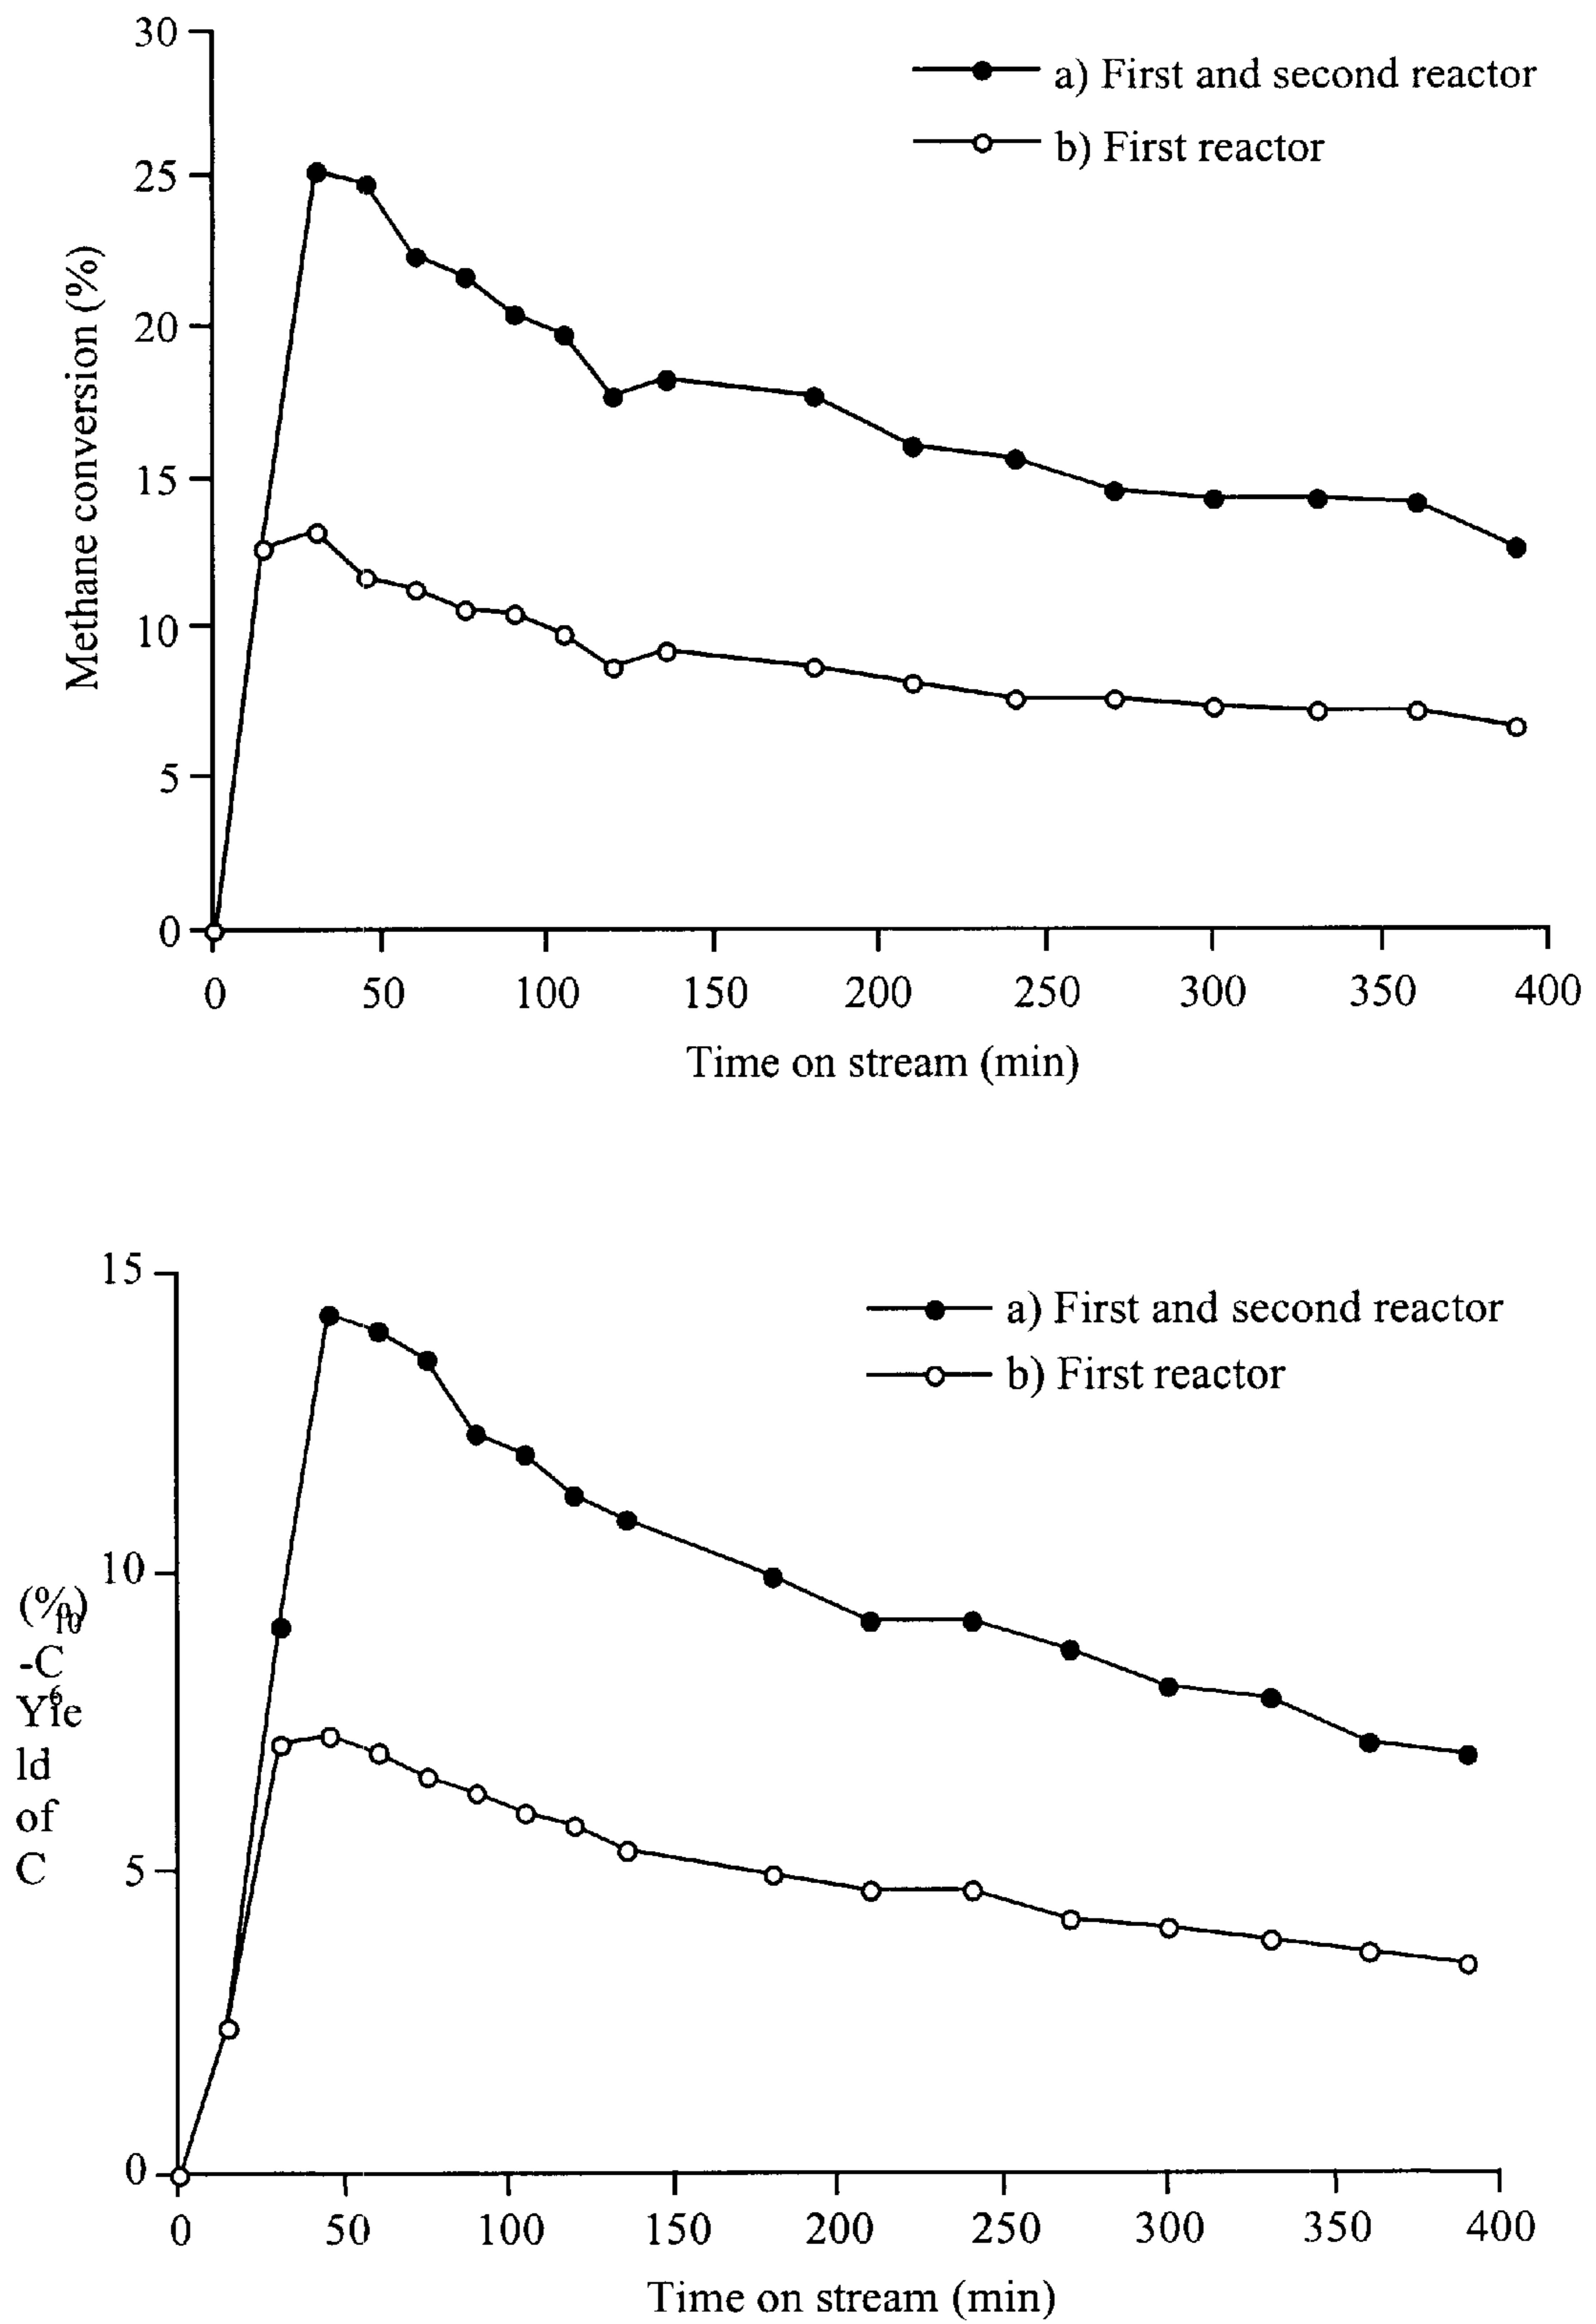 30
a) First and second reactor
b) First reactor
25
20
15
10
5
0
Methane conversion (%)
0 50 100 150 200 250 300 350 400
Time on stream (min)
15
a) First and second reactor
b) First reactor
10
5
0
(%)
10
-C
6
Yie
ld
of
C
0 50 100 150 200 250 300 350 400
Time on stream (min)